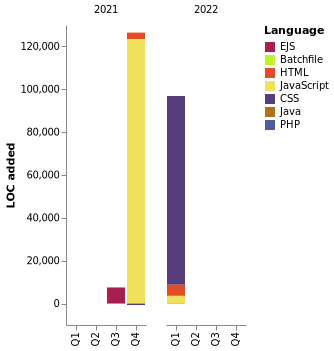 2021 2022
Language
EJS
Batchfile
HTML
JavaScript
CSS
Java
PHP
LOC added
120,000
100,000
80,000
60,000
40,000
20,000
0
Q1 Q2 Q3 Q4 Q1 Q2 Q3 Q4